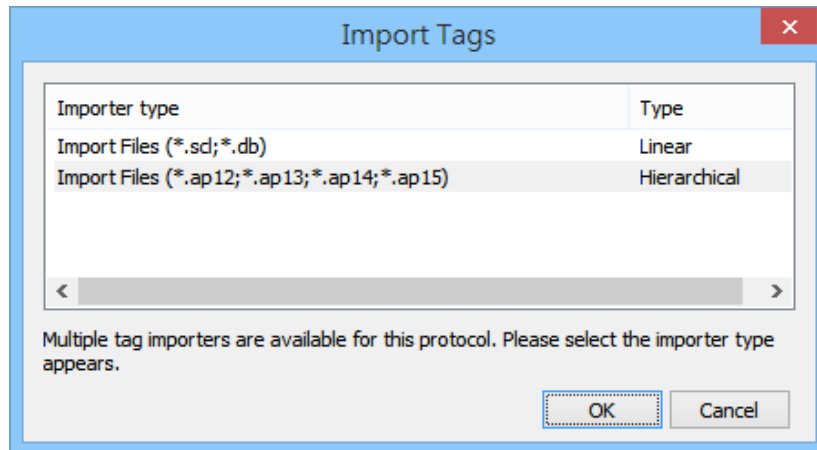 Import Tags
Importer type Type
Import Files (*.scl;*.db) Linear
Import Files (*.ap12;*.ap13;*.ap14;*.ap15) Hierarchical
Multiple tag importers are available for this protocol. Please select the importer type
appears.
OK Cancel